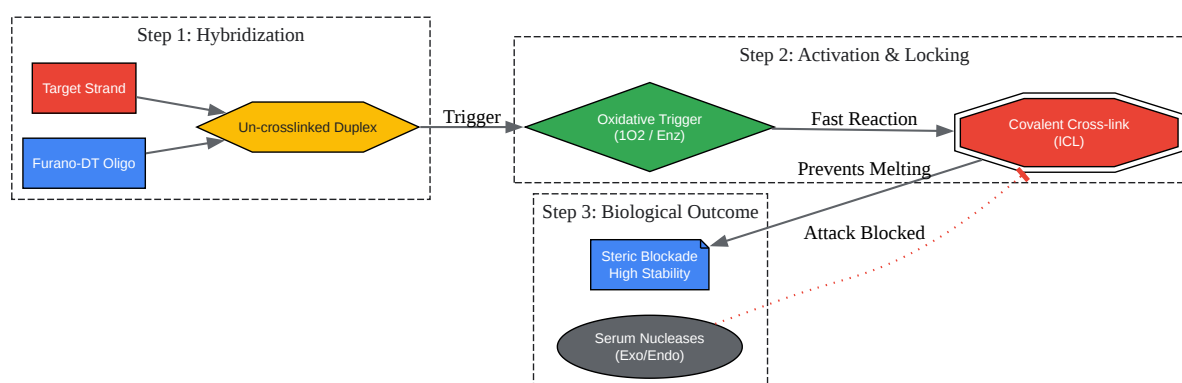 Step 1: Hybridization
Target Strand
Furano-DT Oligo
Un-crosslinked Duplex
Trigger
Step 2: Activation & Locking
Oxidative Trigger
(1O2 / Enz)
Fast Reaction
Covalent Cross-link
(ICL)
Prevents Melting
Step 3: Biological Outcome
Attack Blocked
Steric Blockade
High Stability
Serum Nucleases
(Exo/Endo)